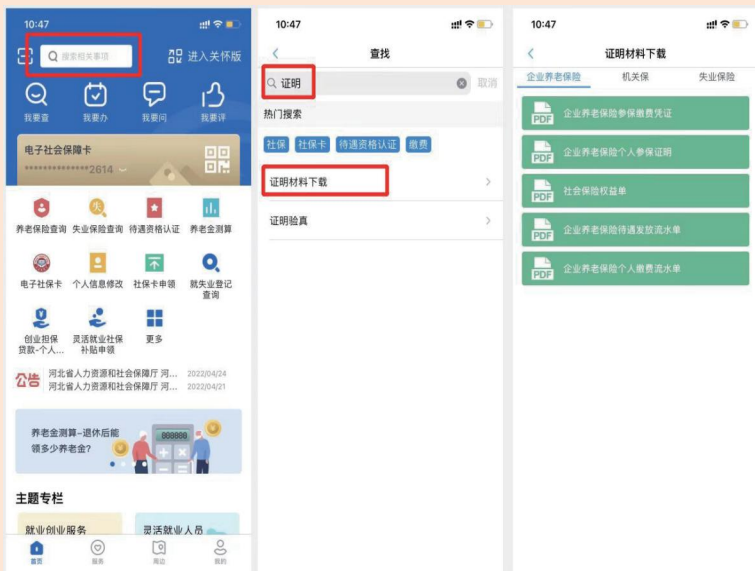 10:47
搜索相关事项
进入关怀版
我要查
我要办
我要问
我要评
电子社会保障卡
**************2614
养老保险查询
失业保险查询
待遇资格认证
养老金测算
电子社保卡
个人信息修改
社保卡申领
就失业登记
查询
创业担保
贷款-个人...
灵活就业社保
补贴申领
更多
公告
河北省人力资源和社会保障厅 河...
2022/04/24
河北省人力资源和社会保障厅 河...
2022/04/21
养老金测算-退休后能
领多少养老金?
主题专栏
就业创业服务
灵活就业人员
首页
服务
周边
我的
10:47
查找
证明
取消
热门搜索
社保
社保卡
待遇资格认证
缴费
证明材料下载
证明验真
10:47
证明材料下载
企业养老保险
机关保
失业保险
PDF
企业养老保险参保缴费凭证
PDF
企业养老保险个人参保证明
PDF
社会保险权益单
PDF
企业养老保险待遇发放流水单
PDF
企业养老保险个人缴费流水单